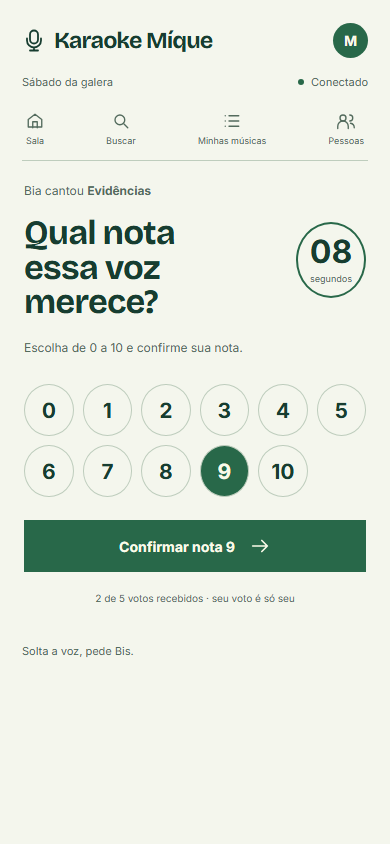 Karaoke Míque
M
Sábado da galera
Conectado
Sala
Buscar
Minhas músicas
Pessoas
Bia cantou Evidências
Qual nota
essa voz
merece?
08
segundos
Escolha de 0 a 10 e confirme sua nota.
0 1 2 3 4 5
6 7 8 9 10
Confirmar nota 9
2 de 5 votos recebidos · seu voto é só seu
Solta a voz, pede Bis.